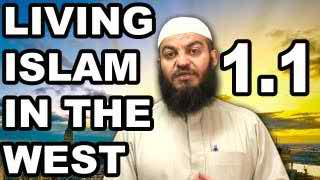 LIVING
ISLAM
IN THE
WEST
1.1